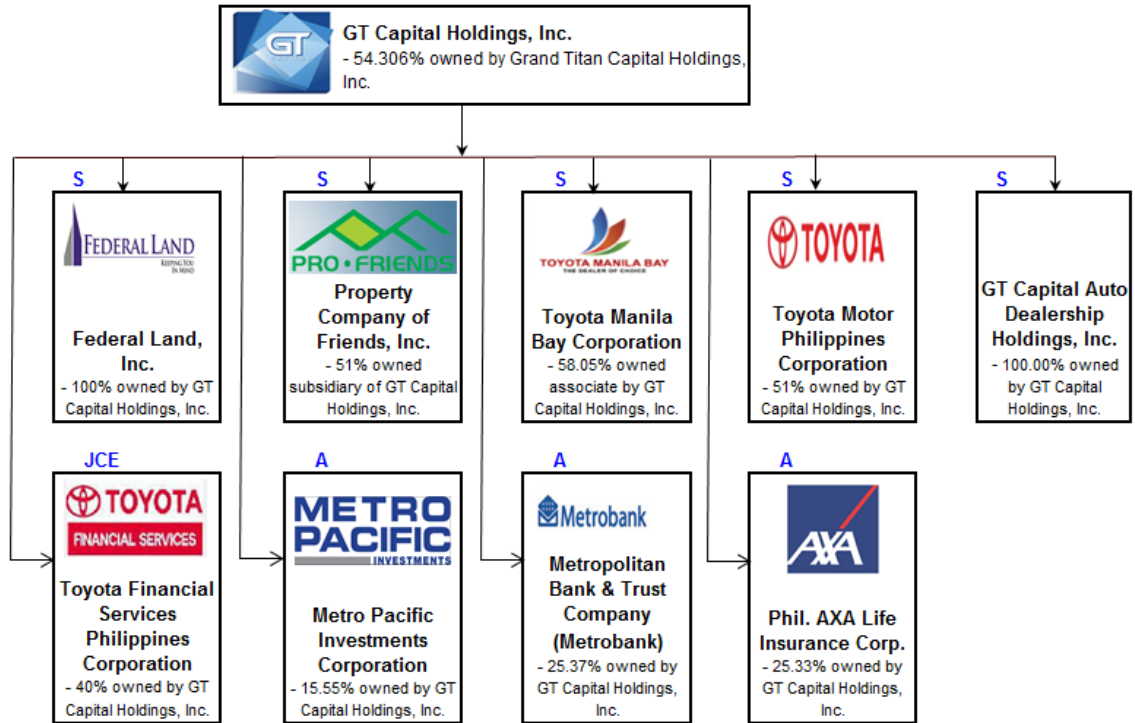 GT
CAPITAL
GT Capital Holdings, Inc.
- 54.306% owned by Grand Titan Capital Holdings,
Inc.
S
FEDERAL LAND
KEEPING YOU
IN MIND
Federal Land,
Inc.
- 100% owned by GT
Capital Holdings, Inc.
S
PRO•FRIENDS
Property
Company of
Friends, Inc.
- 51% owned
subsidiary of GT Capital
Holdings, Inc.
S
TOYOTA MANILA BAY
THE DEALER OF CHOICE
Toyota Manila
Bay Corporation
- 58.05% owned
associate by GT
Capital Holdings, Inc.
S
TOYOTA
Toyota Motor
Philippines
Corporation
- 51% owned by GT
Capital Holdings, Inc.
S
GT Capital Auto
Dealership
Holdings, Inc.
- 100.00% owned
by GT Capital
Holdings, Inc.
JCE
TOYOTA
FINANCIAL SERVICES
Toyota Financial
Services
Philippines
Corporation
- 40% owned by GT
Capital Holdings, Inc.
A
METRO
PACIFIC
INVESTMENTS
Metro Pacific
Investments
Corporation
- 15.55% owned by GT
Capital Holdings, Inc.
A
Metrobank
Metropolitan
Bank & Trust
Company
(Metrobank)
- 25.37% owned by
GT Capital Holdings,
Inc.
A
AXA
Phil. AXA Life
Insurance Corp.
- 25.33% owned by
GT Capital Holdings,
Inc.